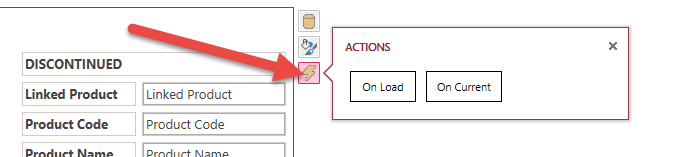 DISCONTINUED
Linked Product Linked Product
Product Code Product Code
Product Name Product Name
ACTIONS
On Load On Current